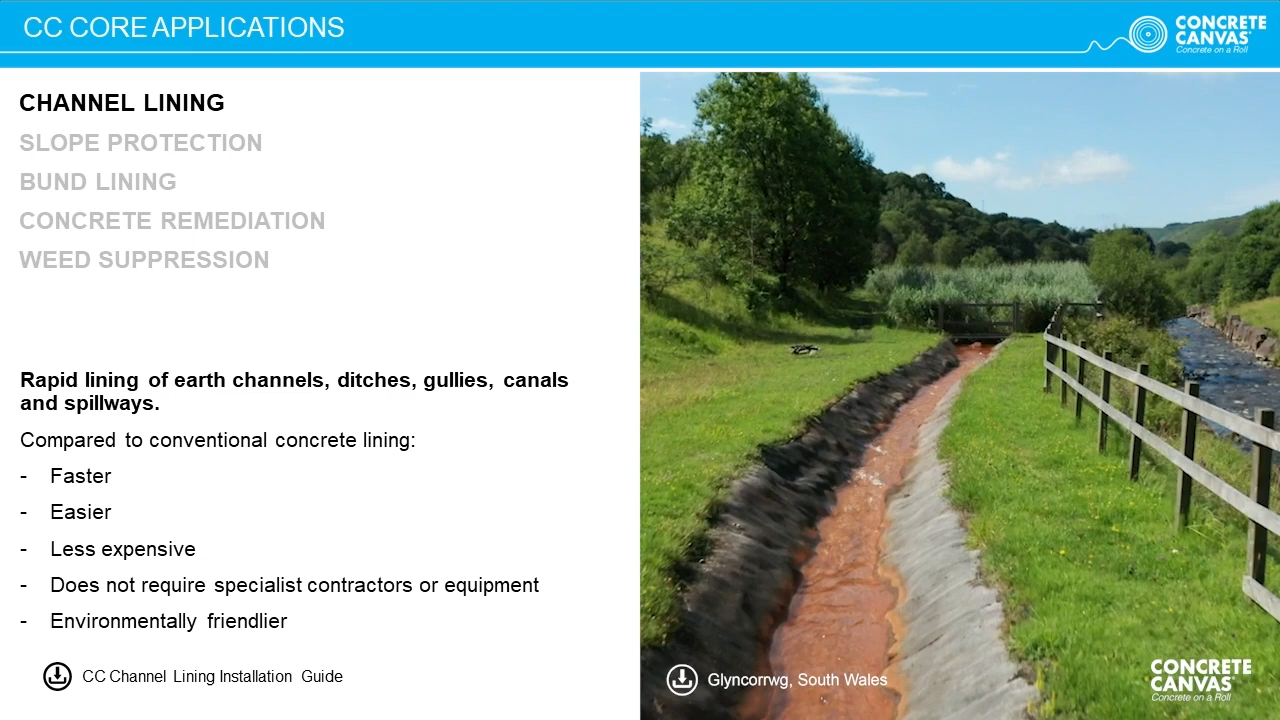 CC CORE APPLICATIONS
CONCRETE
CANVAS®
Concrete on a Roll
CHANNEL LINING
SLOPE PROTECTION
BUND LINING
CONCRETE REMEDIATION
WEED SUPPRESSION
Rapid lining of earth channels, ditches, gullies, canals
and spillways.
Compared to conventional concrete lining:
- Faster
- Easier
- Less expensive
- Does not require specialist contractors or equipment
- Environmentally friendlier
CC Channel Lining Installation Guide
Glyncorrwg, South Wales
CONCRETE
CANVAS®
Concrete on a Roll